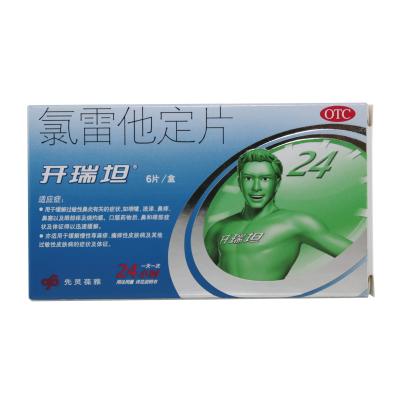 OTC
氯雷他定片
开瑞坦®
6片/盒
24
开瑞坦
适应症:
用于缓解过敏性鼻炎有关的症状,如喷嚏、流涕、鼻痒、
鼻塞以及眼部痒及烧灼感。口服药物后,鼻和眼部症
状及体征得以迅速缓解。
亦适用于缓解慢性荨麻疹、瘙痒性皮肤病及其他
过敏性皮肤病的症状及体征。
先灵葆雅
一天一次
24小时